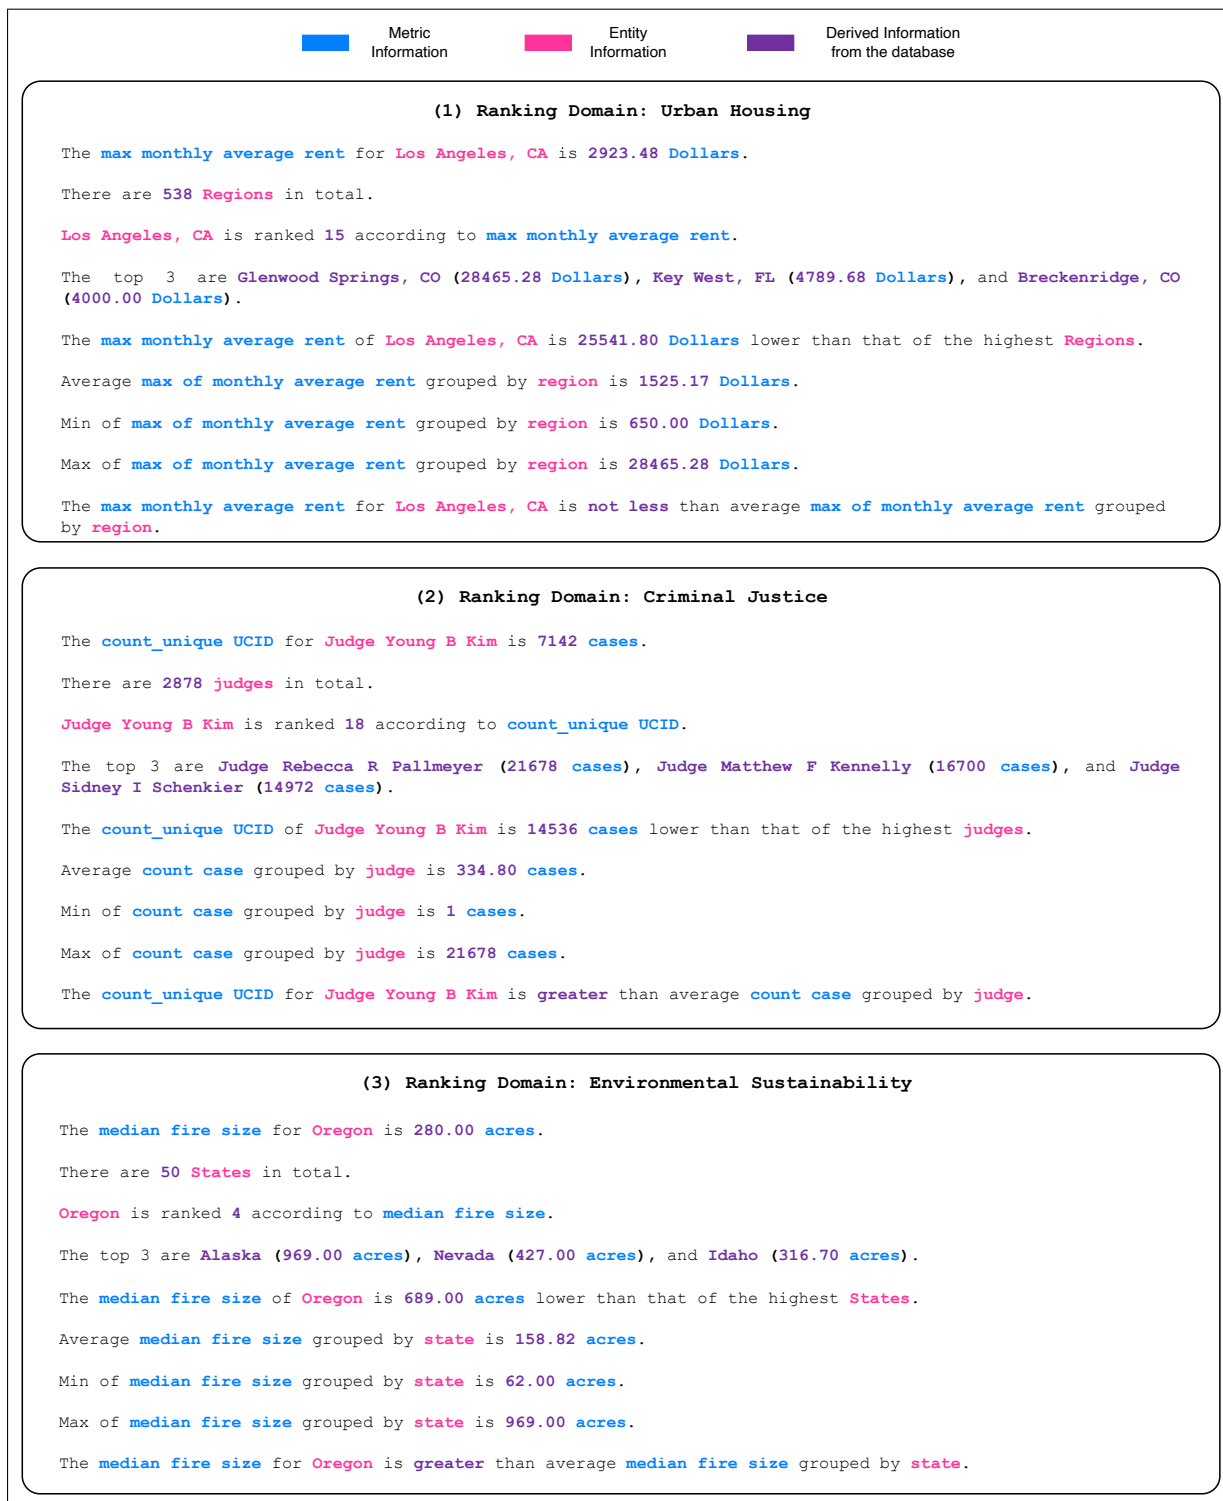 Metric
Information
Entity
Information
Derived Information
from the database
(1) Ranking Domain: Urban Housing
The max monthly average rent for Los Angeles, CA is 2923.48 Dollars.
There are 538 Regions in total.
Los Angeles, CA is ranked 15 according to max monthly average rent.
The top 3 are Glenwood Springs, CO (28465.28 Dollars), Key West, FL (4789.68 Dollars), and Breckenridge, CO
(4000.00 Dollars).
The max monthly average rent of Los Angeles, CA is 25541.80 Dollars lower than that of the highest Regions.
Average max of monthly average rent grouped by region is 1525.17 Dollars.
Min of max of monthly average rent grouped by region is 650.00 Dollars.
Max of max of monthly average rent grouped by region is 28465.28 Dollars.
The max monthly average rent for Los Angeles, CA is not less than average max of monthly average rent grouped
by region.
(2) Ranking Domain: Criminal Justice
The count_unique UCID for Judge Young B Kim is 7142 cases.
There are 2878 judges in total.
Judge Young B Kim is ranked 18 according to count_unique UCID.
The top 3 are Judge Rebecca R Pallmeyer (21678 cases), Judge Matthew F Kennelly (16700 cases), and Judge
Sidney I Schenkier (14972 cases).
The count_unique UCID of Judge Young B Kim is 14536 cases lower than that of the highest judges.
Average count case grouped by judge is 334.80 cases.
Min of count case grouped by judge is 1 cases.
Max of count case grouped by judge is 21678 cases.
The count_unique UCID for Judge Young B Kim is greater than average count case grouped by judge.
(3) Ranking Domain: Environmental Sustainability
The median fire size for Oregon is 280.00 acres.
There are 50 States in total.
Oregon is ranked 4 according to median fire size.
The top 3 are Alaska (969.00 acres), Nevada (427.00 acres), and Idaho (316.70 acres).
The median fire size of Oregon is 689.00 acres lower than that of the highest States.
Average median fire size grouped by state is 158.82 acres.
Min of median fire size grouped by state is 62.00 acres.
Max of median fire size grouped by state is 969.00 acres.
The median fire size for Oregon is greater than average median fire size grouped by state.